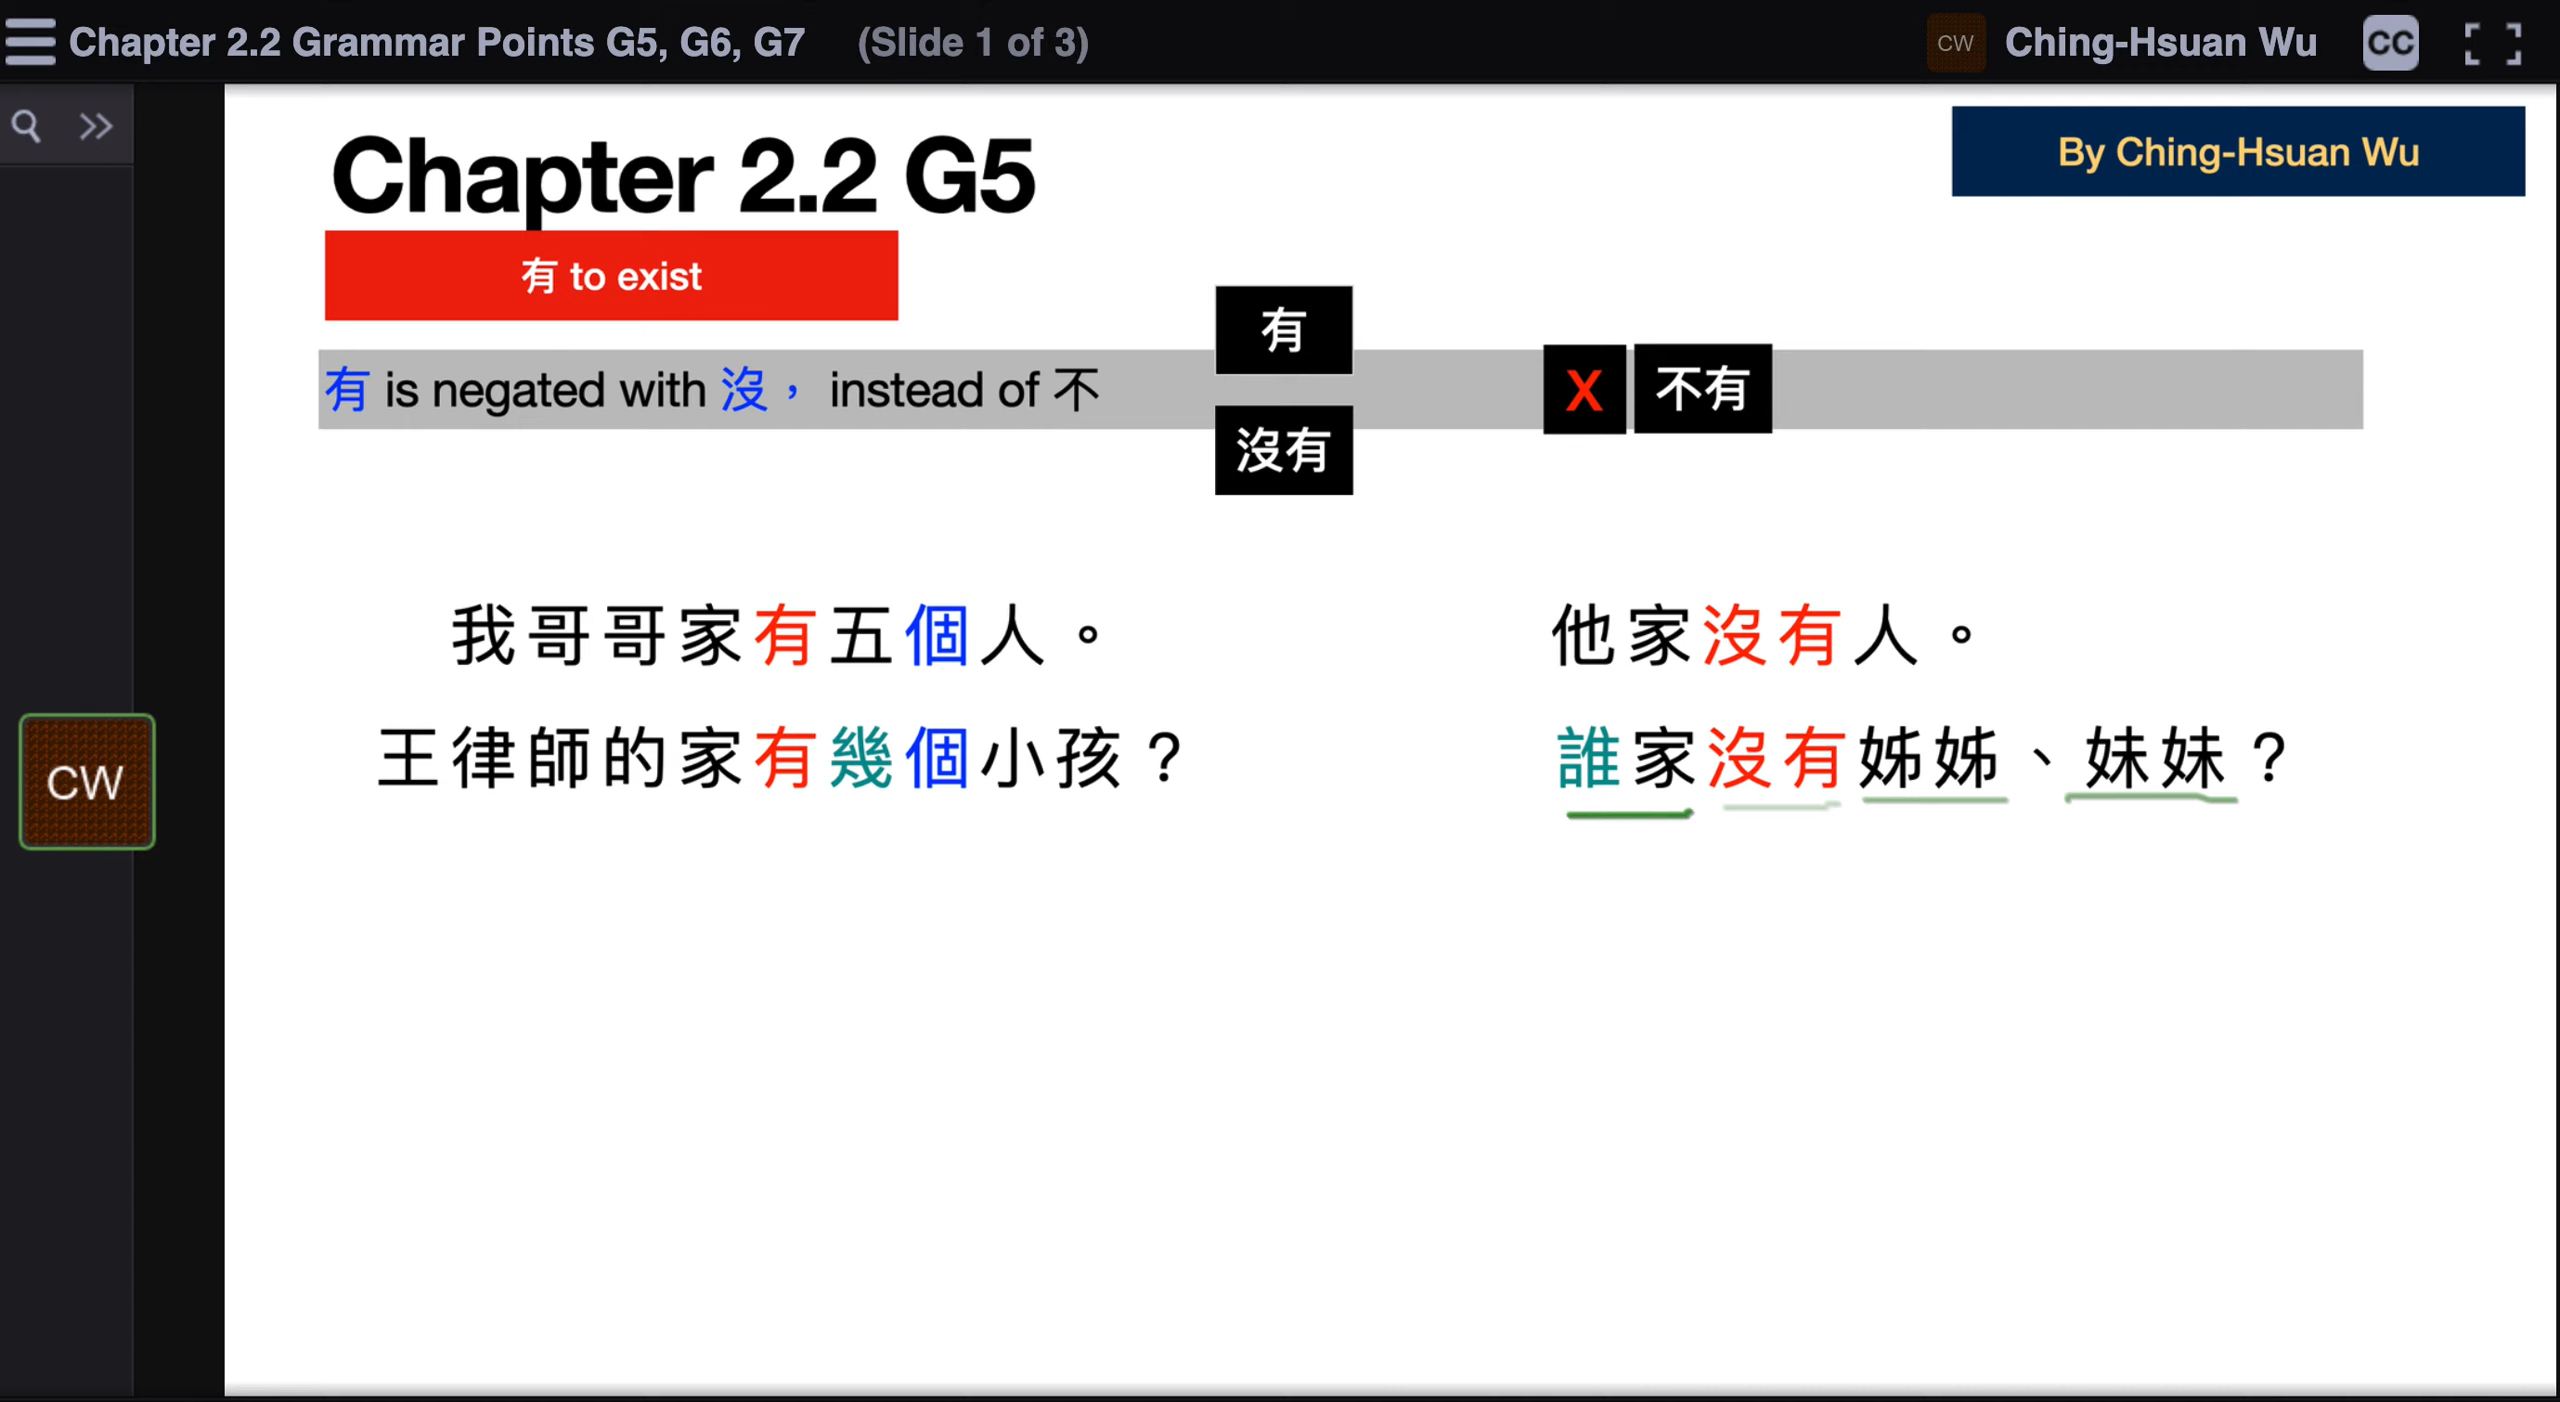 Chapter 2.2 Grammar Points G5, G6, G7 (Slide 1 of 3)
CW Ching-Hsuan Wu CC
Chapter 2.2 G5
By Ching-Hsuan Wu
有 to exist
有 is negated with 沒， instead of 不
有
沒有
X 不有
我哥哥家有五個人。
他家沒有人。
王律師的家有幾個小孩？
誰家沒有姊姊、妹妹？
CW